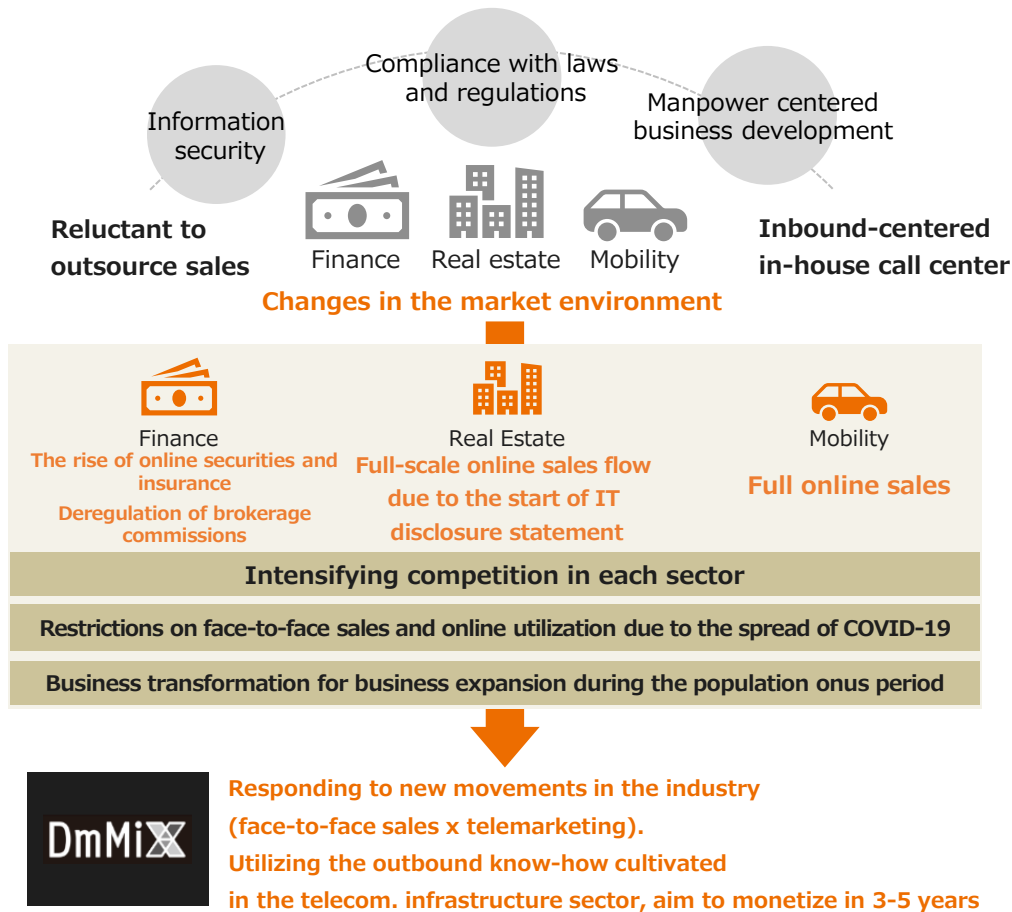 Compliance with laws
and regulations
Information
security
Manpower centered
business development
Reluctant to
outsource sales
Finance
Real estate
Mobility
Inbound-centered
in-house call center
Changes in the market environment
Finance
The rise of online securities and
insurance
Deregulation of brokerage
commissions
Real Estate
Full-scale online sales flow
due to the start of IT
disclosure statement
Mobility
Full online sales
Intensifying competition in each sector
Restrictions on face-to-face sales and online utilization due to the spread of COVID-19
Business transformation for business expansion during the population onus period
DmMiX
Responding to new movements in the industry
(face-to-face sales x telemarketing).
Utilizing the outbound know-how cultivated
in the telecom. infrastructure sector, aim to monetize in 3-5 years